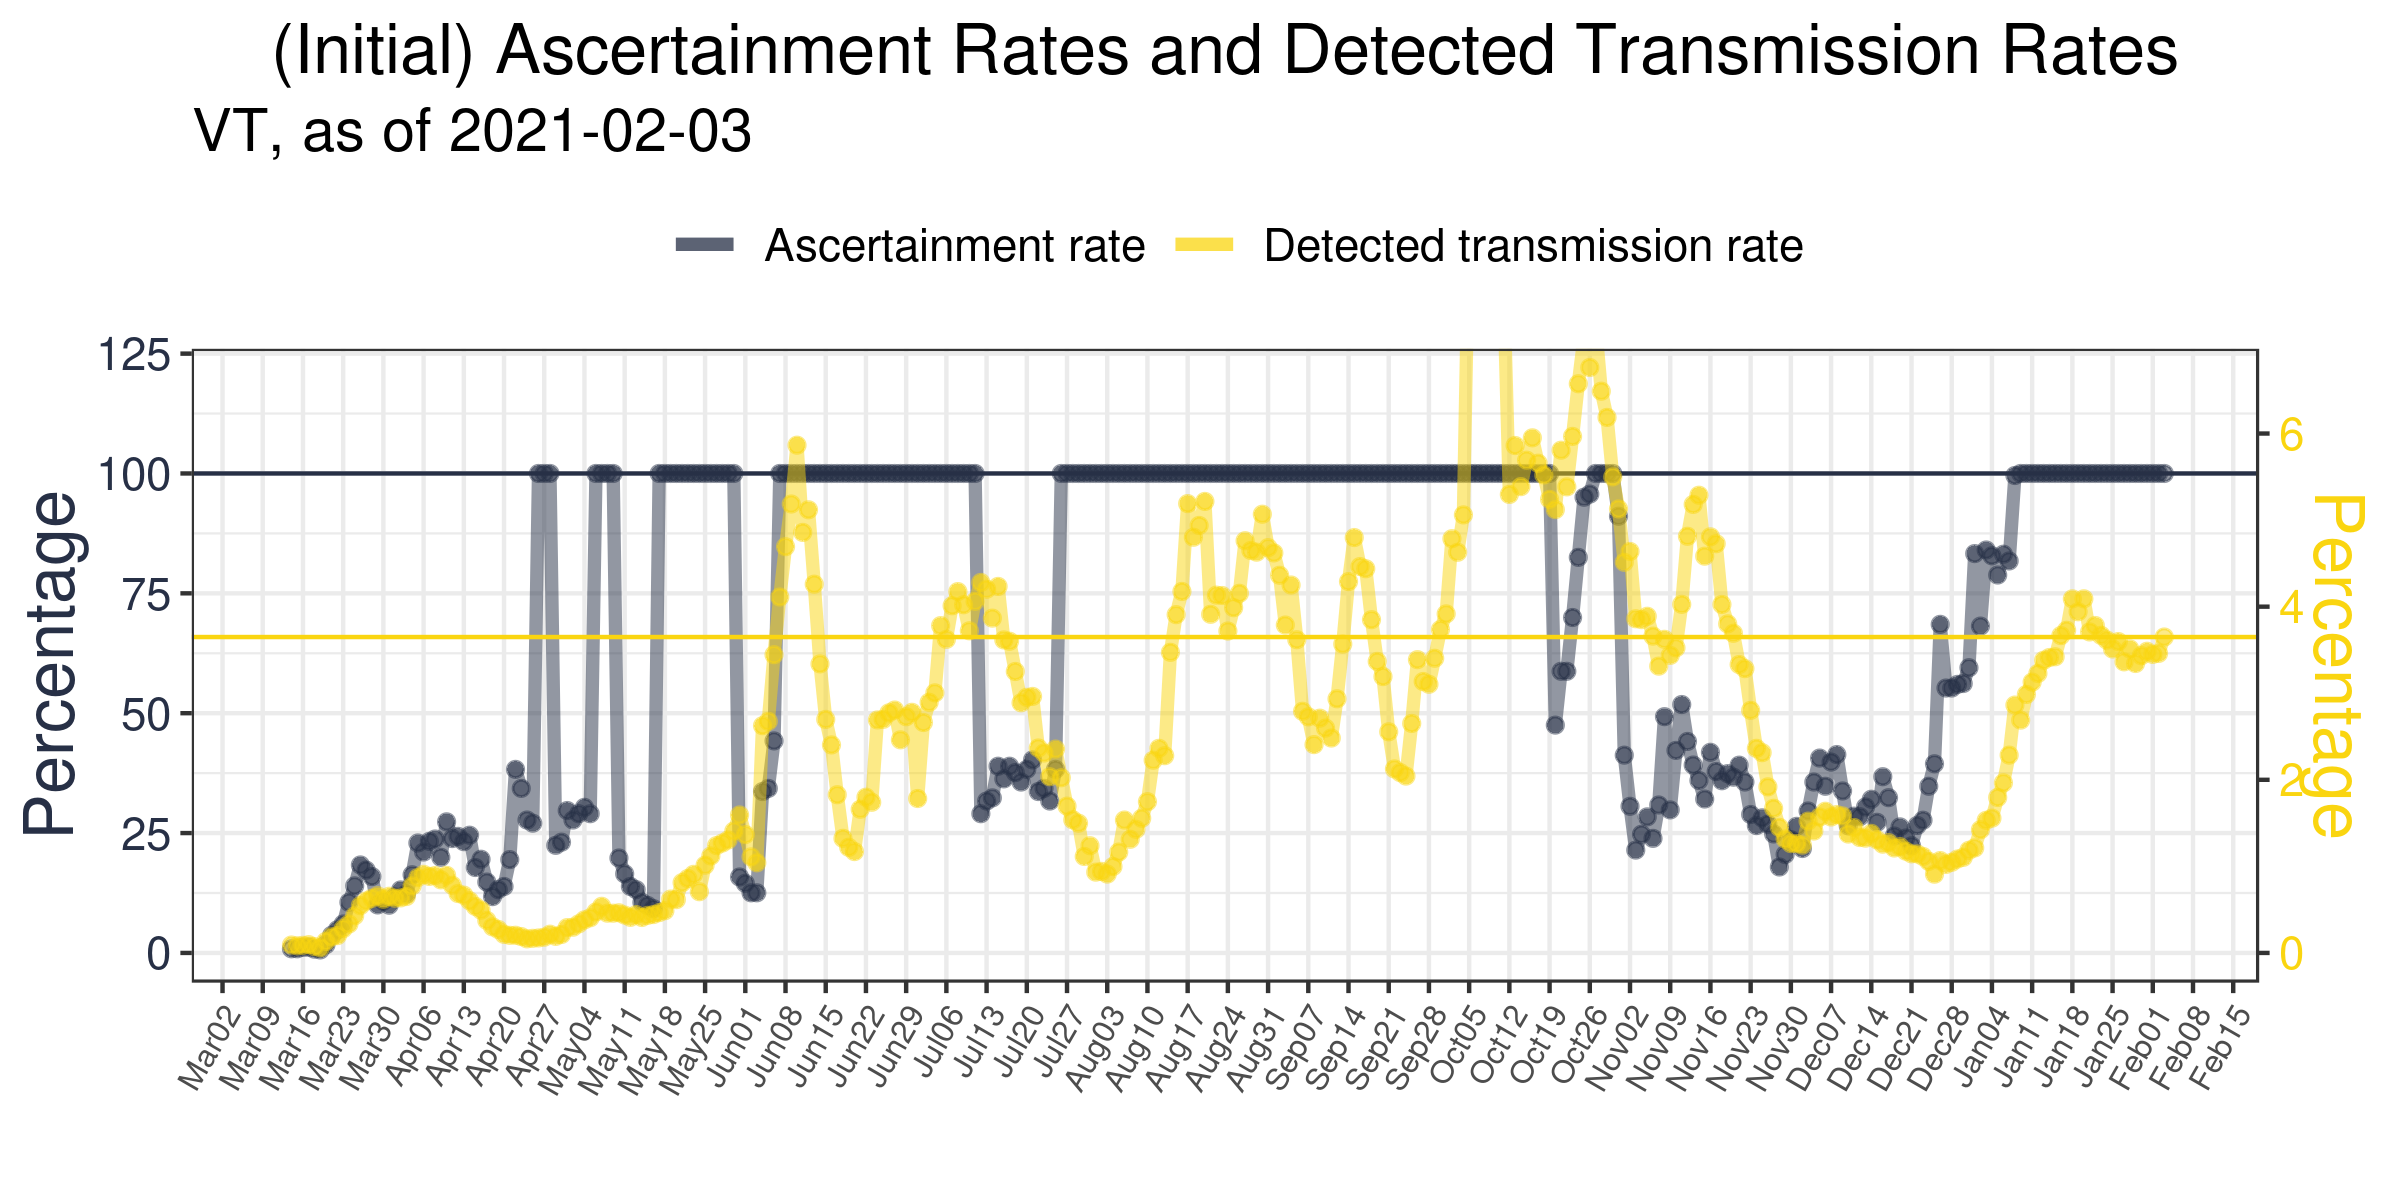 (Initial) Ascertainment Rates and Detected Transmission Rates
VT, as of 2021-02-03
Ascertainment rate
Detected transmission rate
Percentage
125
100
75
50
25
0
6
4
2
0
Percentage
Mar02
Mar09
Mar16
Mar23
Mar30
Apr06
Apr13
Apr20
Apr27
May04
May11
May18
May25
Jun01
Jun08
Jun15
Jun22
Jun29
Jul06
Jul13
Jul20
Jul27
Aug03
Aug10
Aug17
Aug24
Aug31
Sep07
Sep14
Sep21
Sep28
Oct05
Oct12
Oct19
Oct26
Nov02
Nov09
Nov16
Nov23
Nov30
Dec07
Dec14
Dec21
Dec28
Jan04
Jan11
Jan18
Jan25
Feb01
Feb08
Feb15